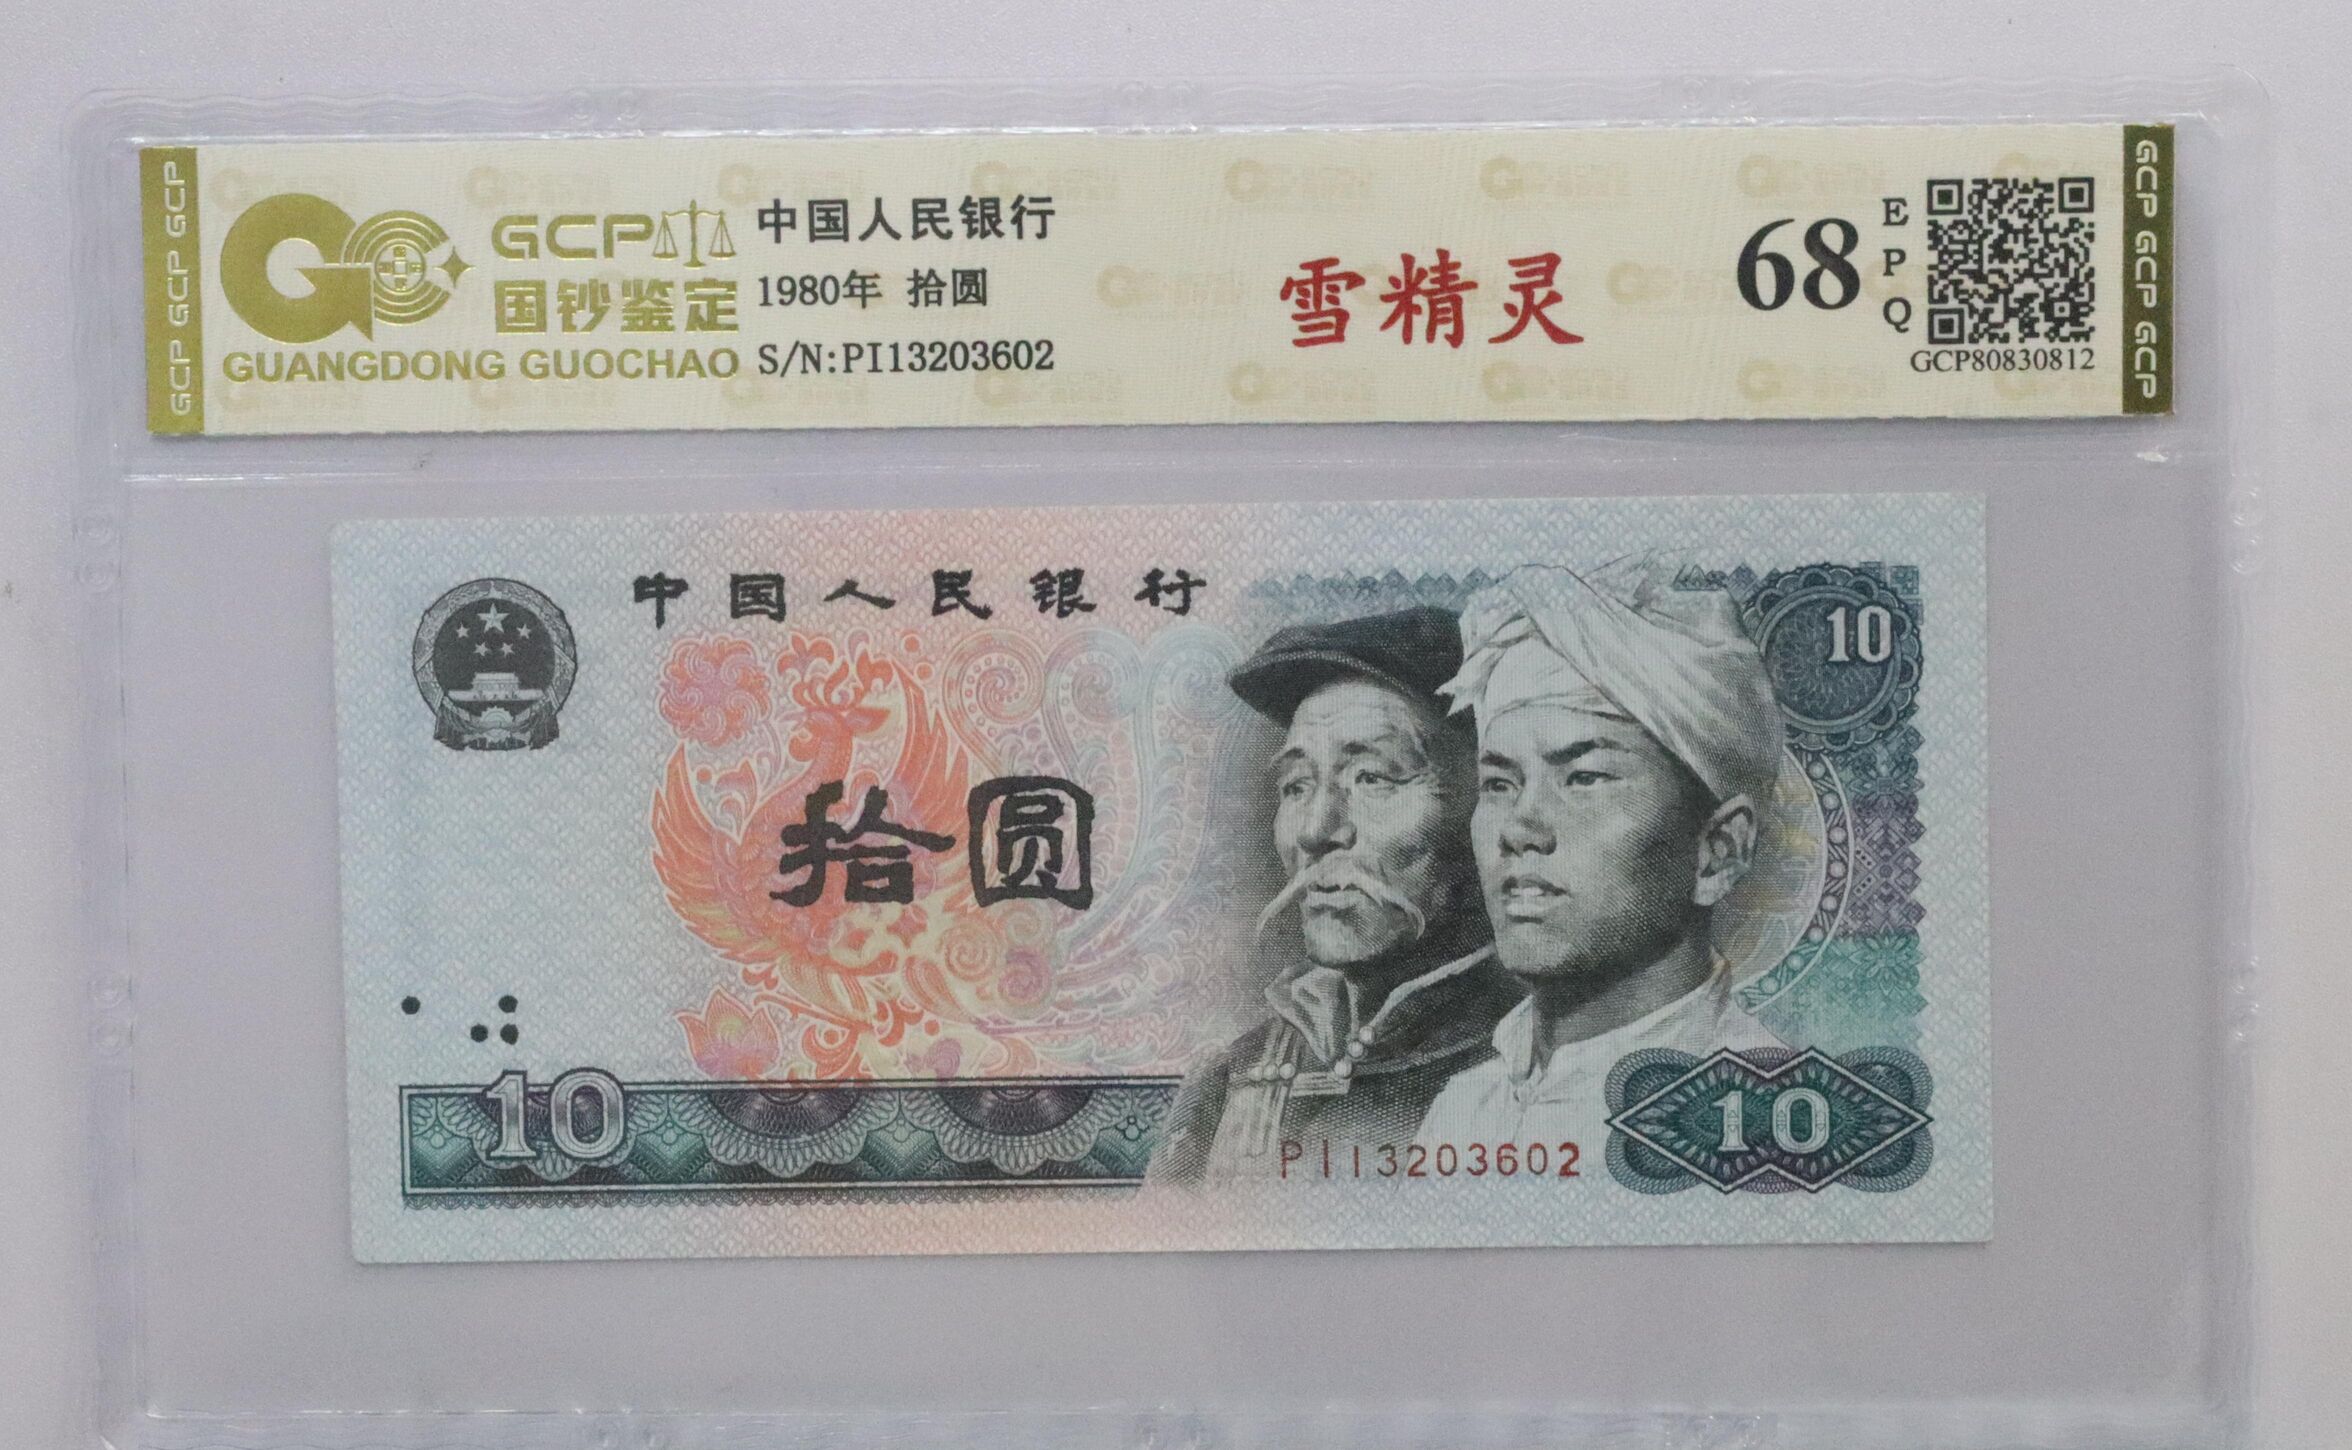 GCP GCP GCP
GCP
国钞鉴定
GUANGDONG GUOCHAO
中国人民银行
1980年 拾圆
S/N:PI13203602
雪精灵
68
EPQ
GCP80830812
GCP GCP GCP
中国人民银行
10
拾圆
10
PI13203602
10